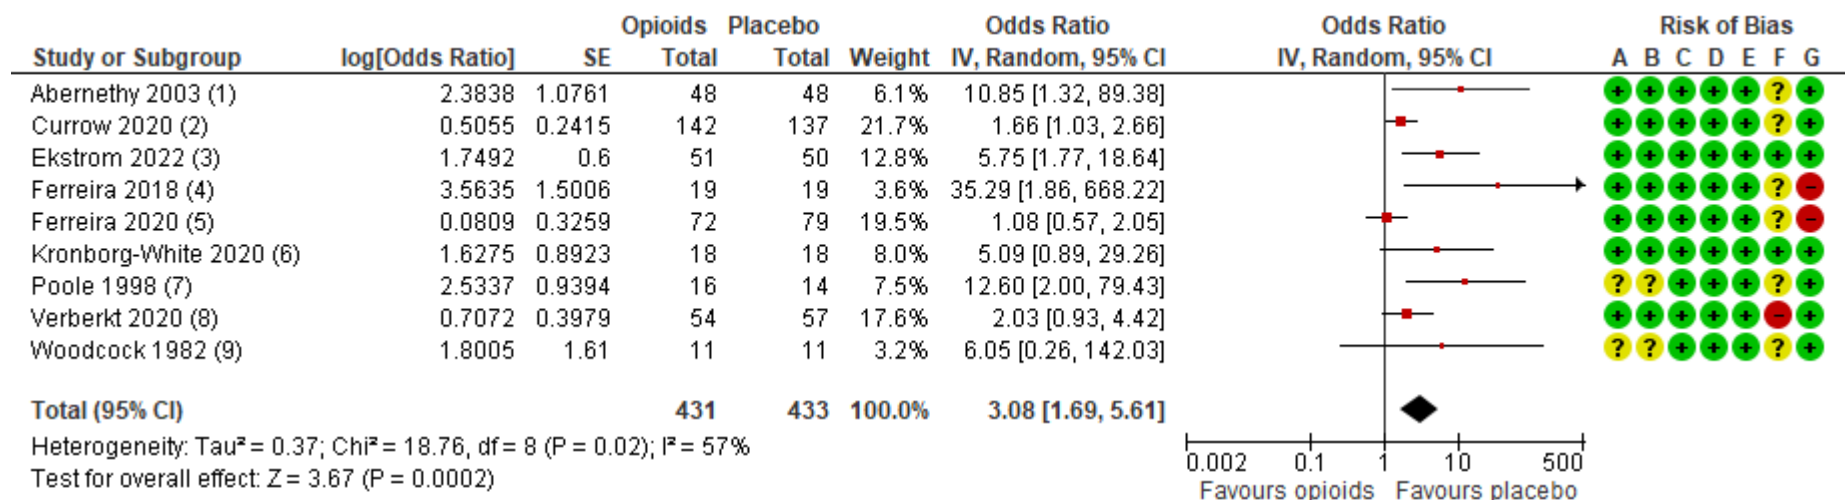 Opioids Placebo Odds Ratio Odds Ratio Risk of Bias
Study or Subgroup log[Odds Ratio] SE Total Total Weight IV, Random, 95% CI IV, Random, 95% CI A B C D E F G
Abernethy 2003 (1) 2.3838 1.0761 48 48 6.1% 10.85 [1.32, 89.38] + + + + + ? +
Currow 2020 (2) 0.5055 0.2415 142 137 21.7% 1.66 [1.03, 2.66] + + + + + ? +
Ekstrom 2022 (3) 1.7492 0.6 51 50 12.8% 5.75 [1.77, 18.64] + + + + + + +
Ferreira 2018 (4) 3.5635 1.5006 19 19 3.6% 35.29 [1.86, 668.22] + + + + + ? -
Ferreira 2020 (5) 0.0809 0.3259 72 79 19.5% 1.08 [0.57, 2.05] + + + + + ? -
Kronborg-White 2020 (6) 1.6275 0.8923 18 18 8.0% 5.09 [0.89, 29.26] + + + + + + +
Poole 1998 (7) 2.5337 0.9394 16 14 7.5% 12.60 [2.00, 79.43] ? ? + + + ? +
Verberkt 2020 (8) 0.7072 0.3979 54 57 17.6% 2.03 [0.93, 4.42] + + + + + - +
Woodcock 1982 (9) 1.8005 1.61 11 11 3.2% 6.05 [0.26, 142.03] ? ? + + + ? +
Total (95% CI) 431 433 100.0% 3.08 [1.69, 5.61]
Heterogeneity: Tau² = 0.37; Chi² = 18.76, df = 8 (P = 0.02); I² = 57%
Test for overall effect: Z = 3.67 (P = 0.0002)
0.002 0.1 1 10 500
Favours opioids Favours placebo